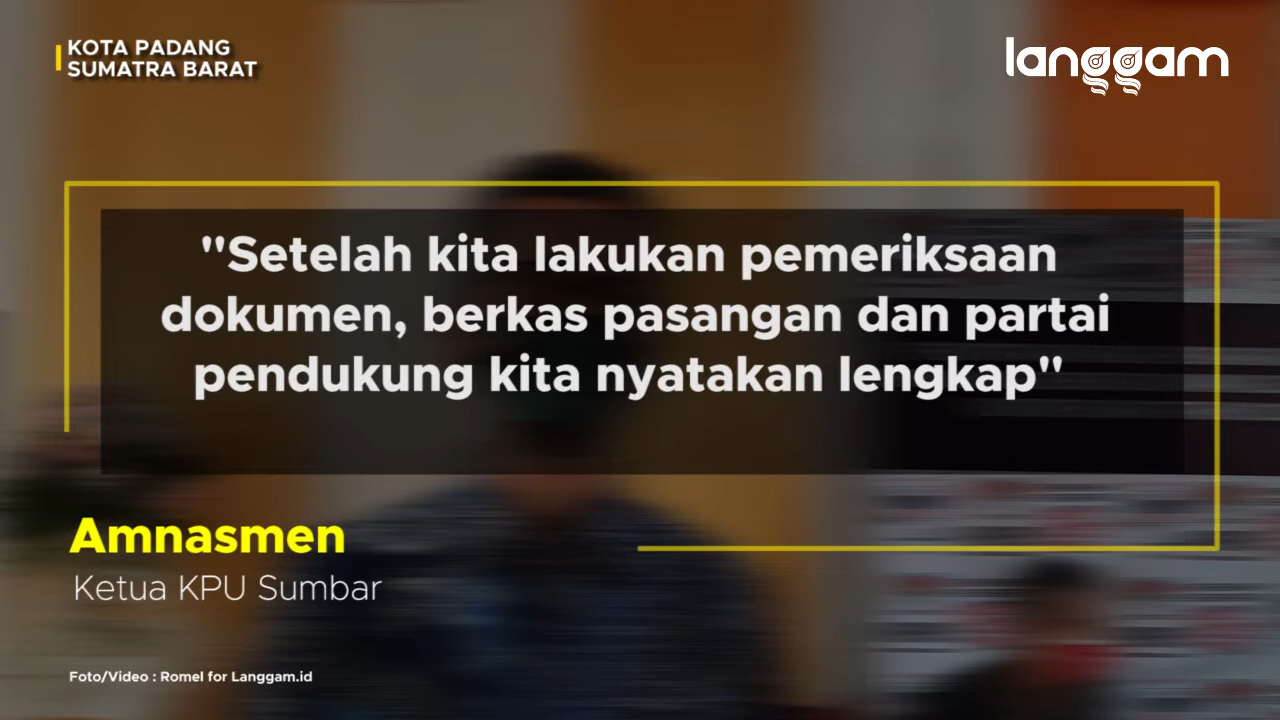 KOTA PADANG
SUMATRA BARAT
langgam
"Setelah kita lakukan pemeriksaan
dokumen, berkas pasangan dan partai
pendukung kita nyatakan lengkap"
Amnasmen
Ketua KPU Sumbar
Foto/Video : Romel for Langgam.id